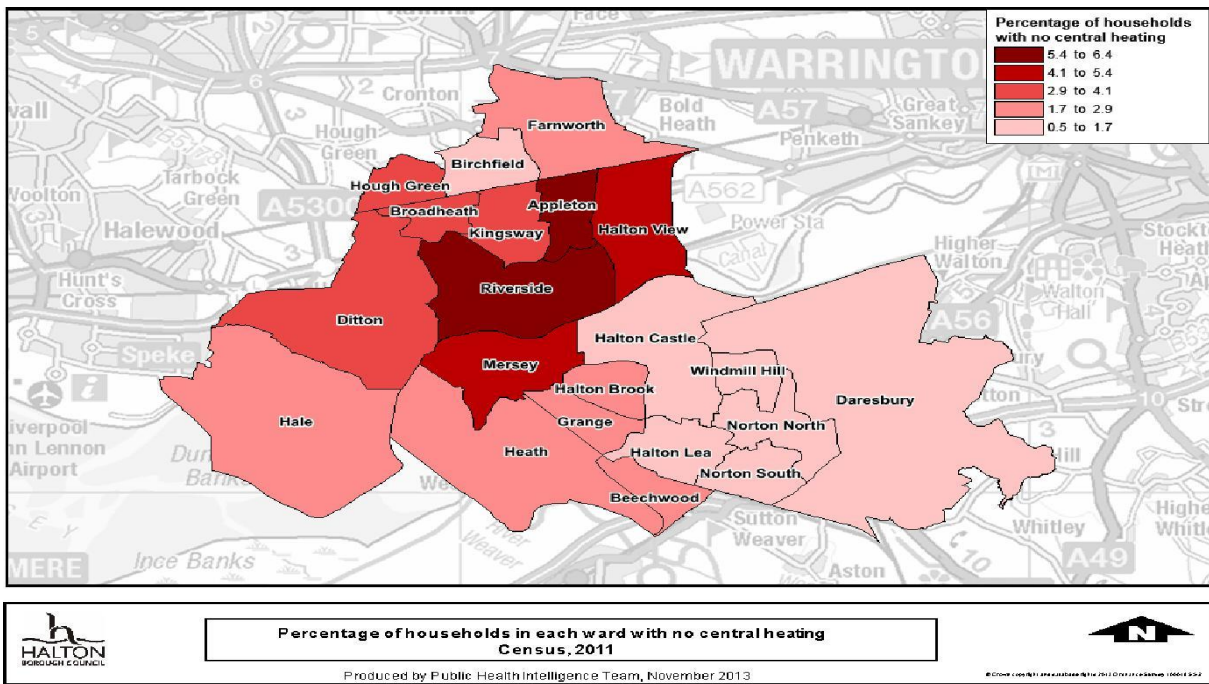 Percentage of households
with no central heating
5.4 to 6.4
4.1 to 5.4
2.9 to 4.1
1.7 to 2.9
0.5 to 1.7
WARRINGTON
Cronton
Bold
Heath
A57
Great
Sankey
Penketh
Farnworth
Hough
Green
Birchfield
Tarbock
Green
Hough Green
Woolton
A5300
Broadheath
Appleton
A562
Power Sta
Kingsway
Halton View
Halewood
Canal
Higher
Walton
Hunt's
Cross
Riverside
Walton
Hall
A56
Ditton
Speke
Halton Castle
Mersey
Windmill Hill
Halton Brook
Daresbury
Hale
Grange
Norton North
Heath
Halton Lea
Norton South
Airport
Beechwood
Sutton
Weaver
River
Weaver
Whitley
Ince Banks
Aston
A49
HALTON
BOROUGH COUNCIL
Percentage of households in each ward with no central heating
Census, 2011
Produced by Public Health Intelligence Team, November 2013
N